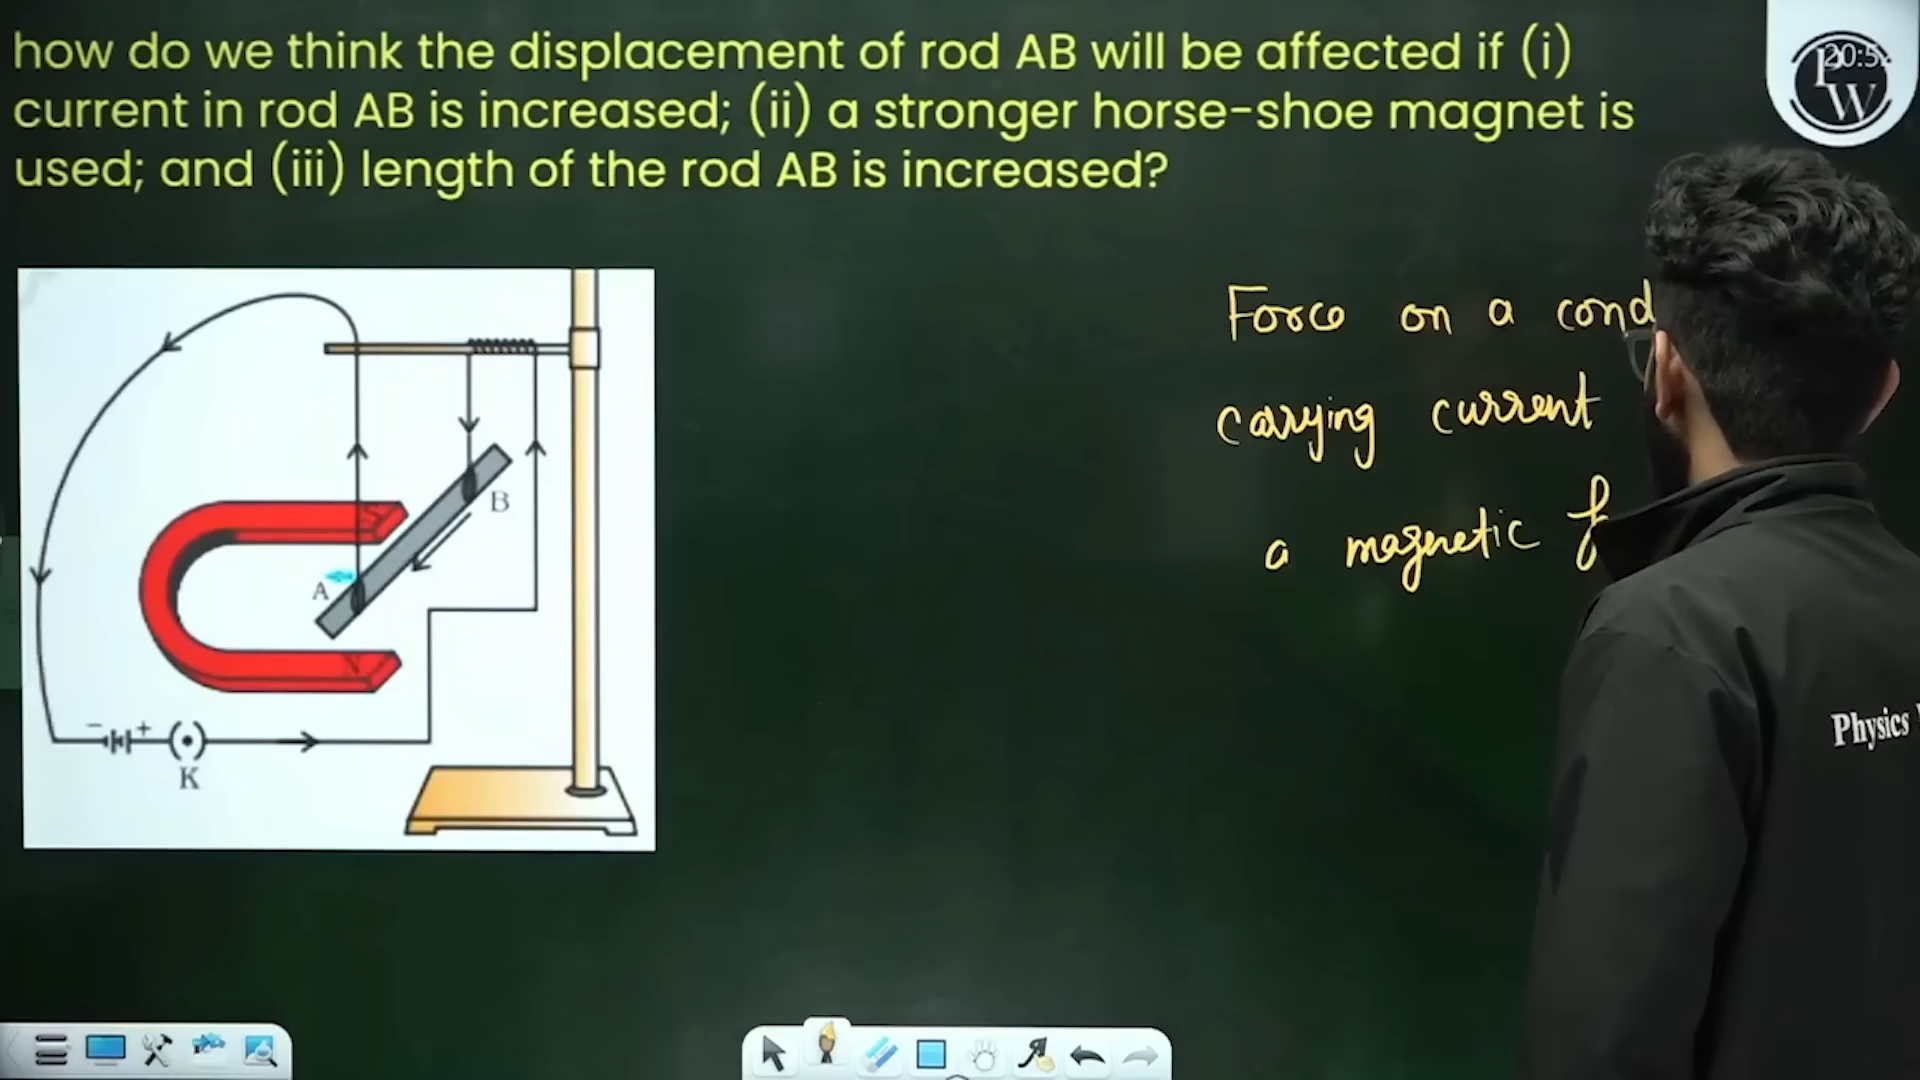 how do we think the displacement of rod AB will be affected if (i)
current in rod AB is increased; (ii) a stronger horse-shoe magnet is
used; and (iii) length of the rod AB is increased?
PW
Force on a cond
carrying current
a magnetic f
S
B
A
N
− +
K
Physics